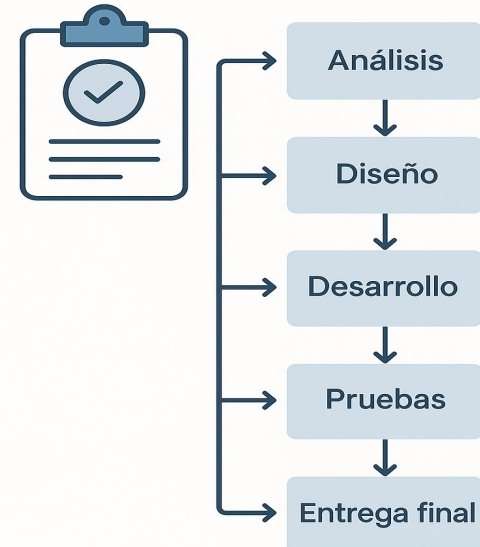 Análisis
Diseño
Desarrollo
Pruebas
Entrega final